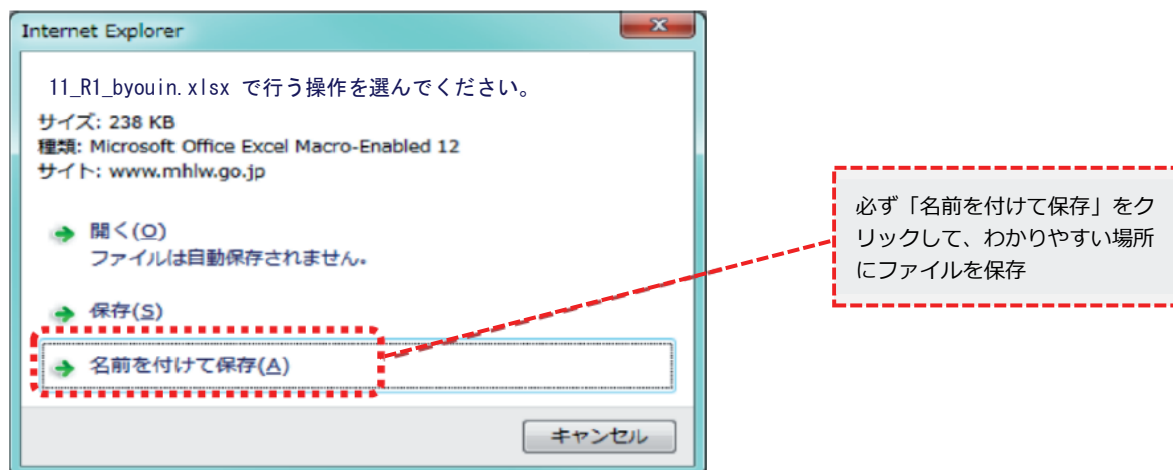 Internet Explorer
11_R1_byouin.xlsx で行う操作を選んでください。
サイズ: 238 KB
種類: Microsoft Office Excel Macro-Enabled 12
サイト: www.mhlw.go.jp
開く(O)
ファイルは自動保存されません。
保存(S)
名前を付けて保存(A)
キャンセル
必ず「名前を付けて保存」をク
リックして、わかりやすい場所
にファイルを保存